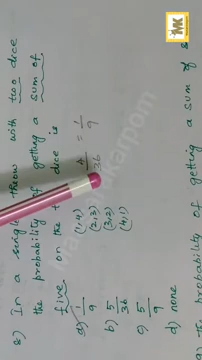 8) In a single throw with two dice
the probability of getting a sum of
five on the dice is
a) 1/9 (1,4) 4/36 = 1/9
b) 5/36 (2,3)
c) 5/9 (3,2)
d) none (4,1)
9) The probability of getting a sum of
MK